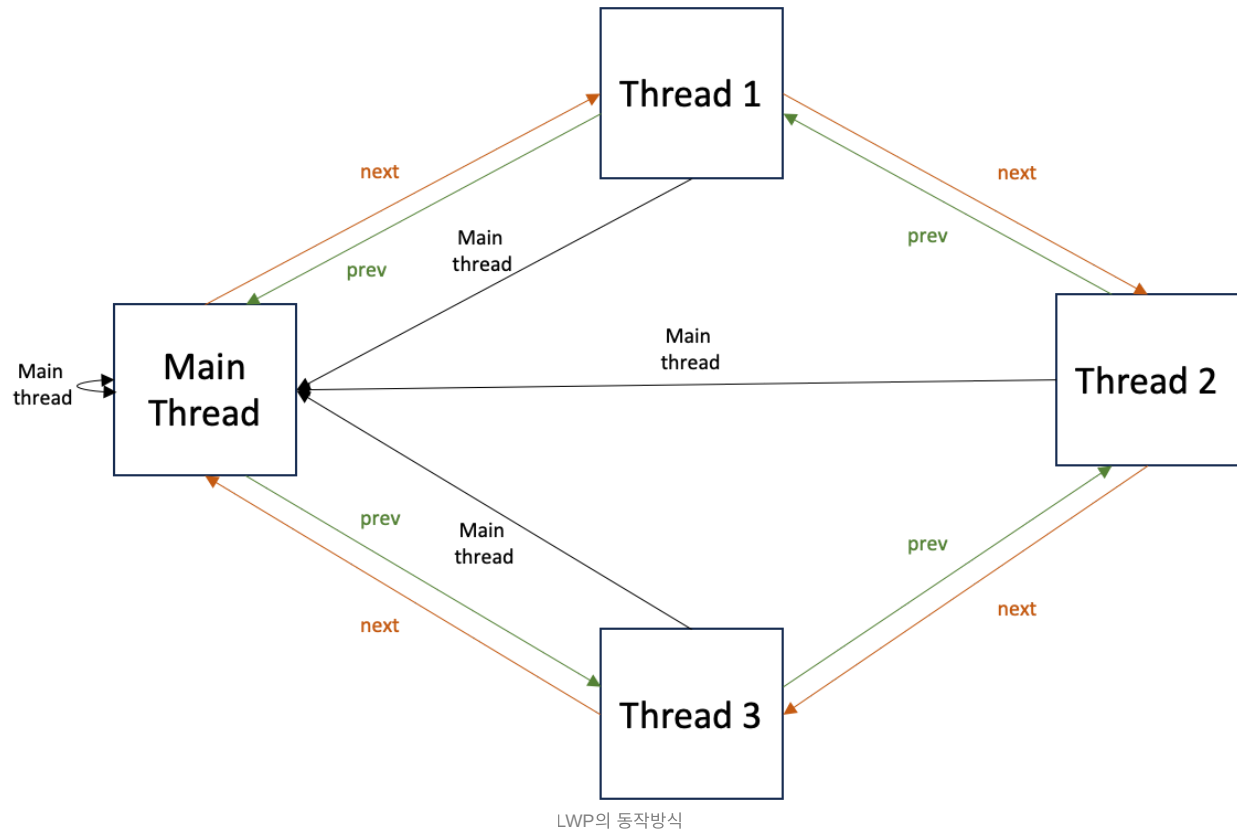 Thread 1
next
next
prev
Main
thread
prev
Main
thread
Main
thread
Main
Thread
Thread 2
prev
Main
thread
prev
next
next
Thread 3
LWP의 동작방식